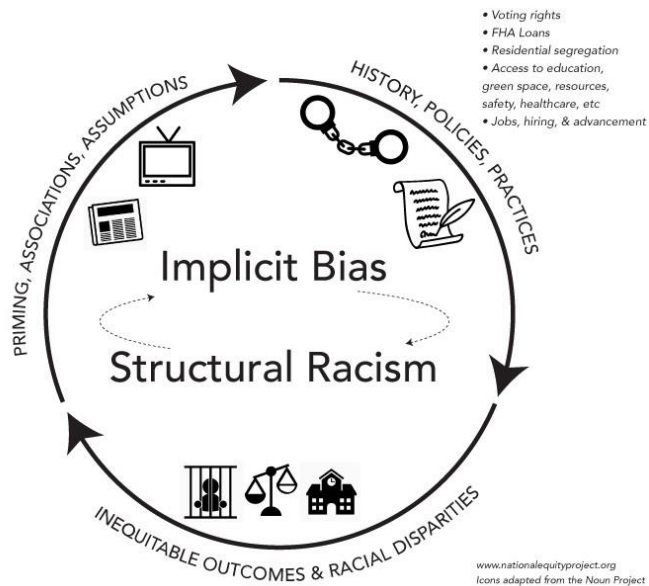 • Voting rights
• FHA Loans
• Residential segregation
• Access to education,
green space, resources,
safety, healthcare, etc
• Jobs, hiring, & advancement
HISTORY, POLICIES, PRACTICES
PRIMING, ASSOCIATIONS, ASSUMPTIONS
Implicit Bias
Structural Racism
INEQUITABLE OUTCOMES & RACIAL DISPARITIES
www.nationalequityproject.org
Icons adapted from the Noun Project